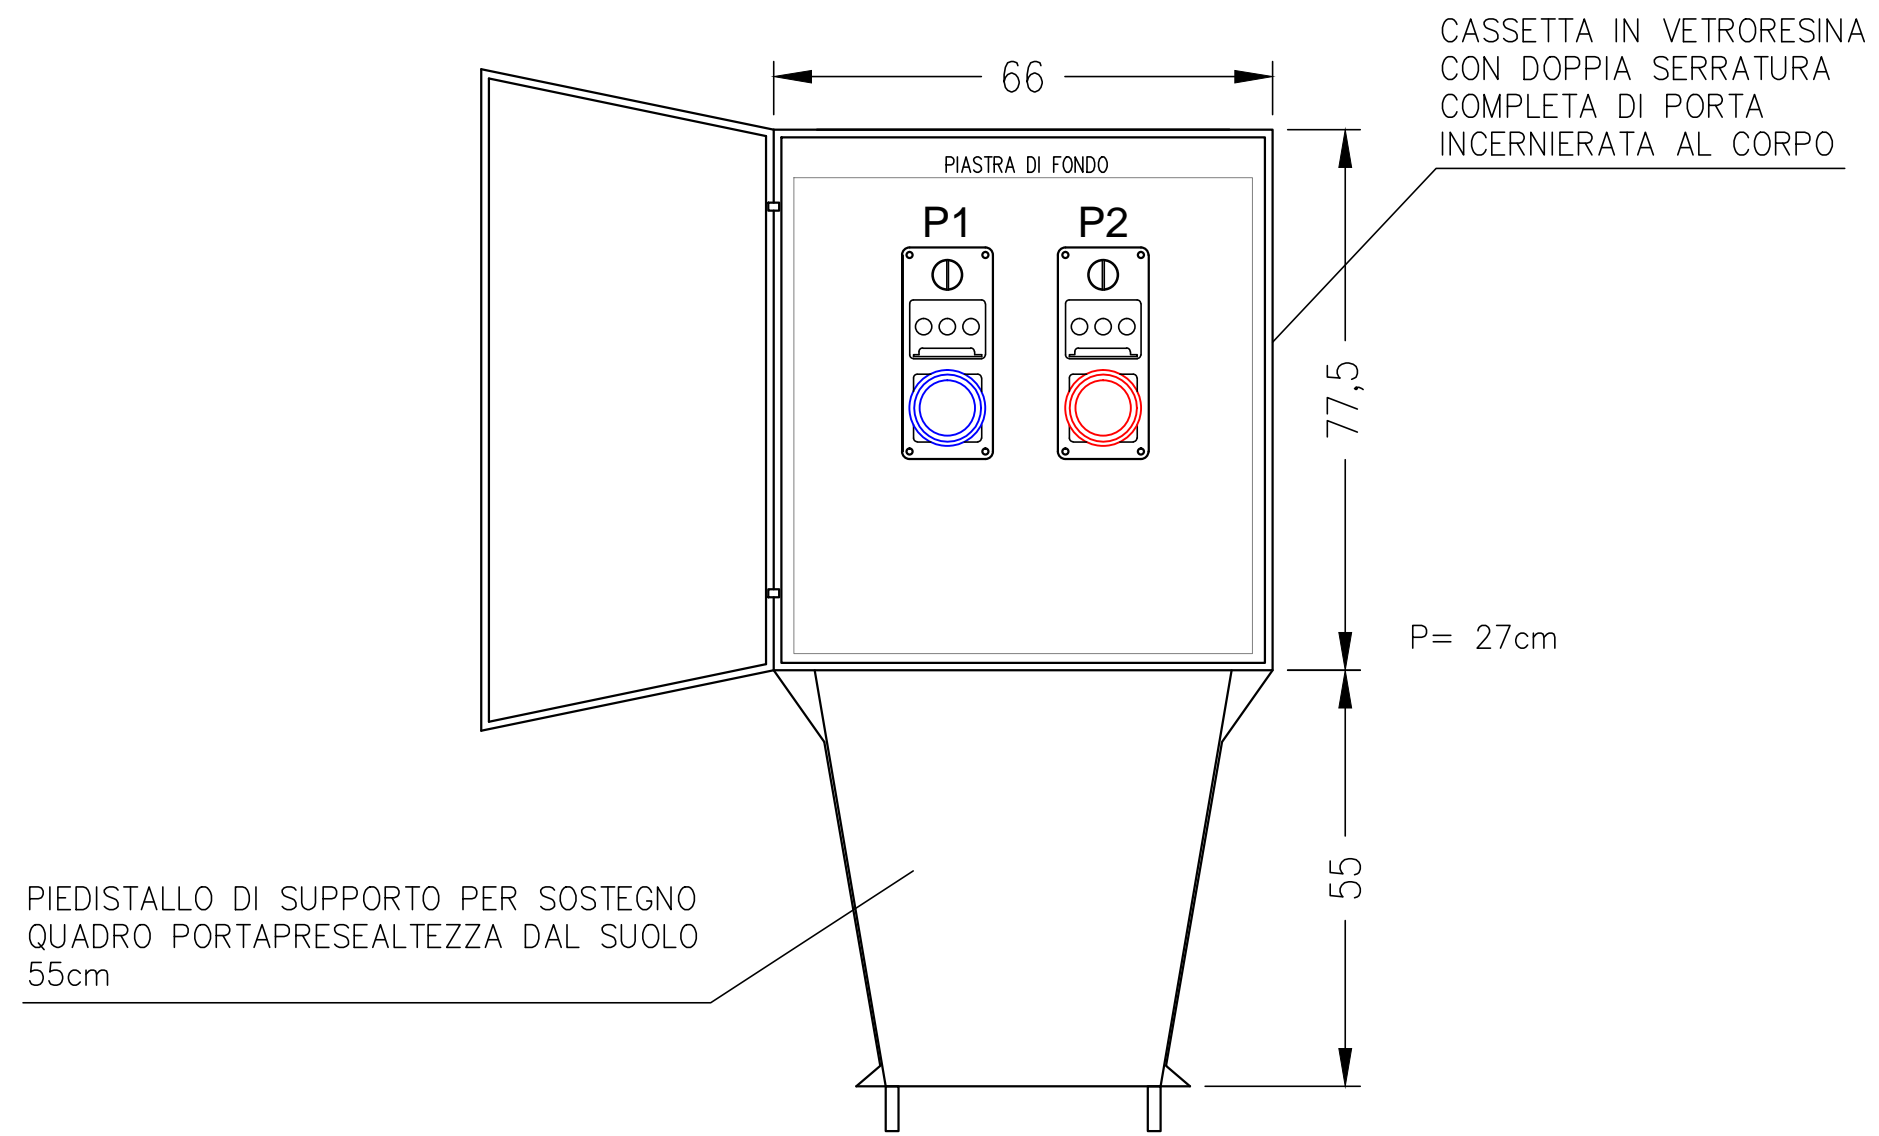 CASSETTA IN VETRORESINA
CON DOPPIA SERRATURA
COMPLETA DI PORTA
INCERNIERATA AL CORPO
66
PIASTRA DI FONDO
P1 P2
77,5
P= 27cm
55
PIEDISTALLO DI SUPPORTO PER SOSTEGNO
QUADRO PORTAPRESEALTEZZA DAL SUOLO
55cm